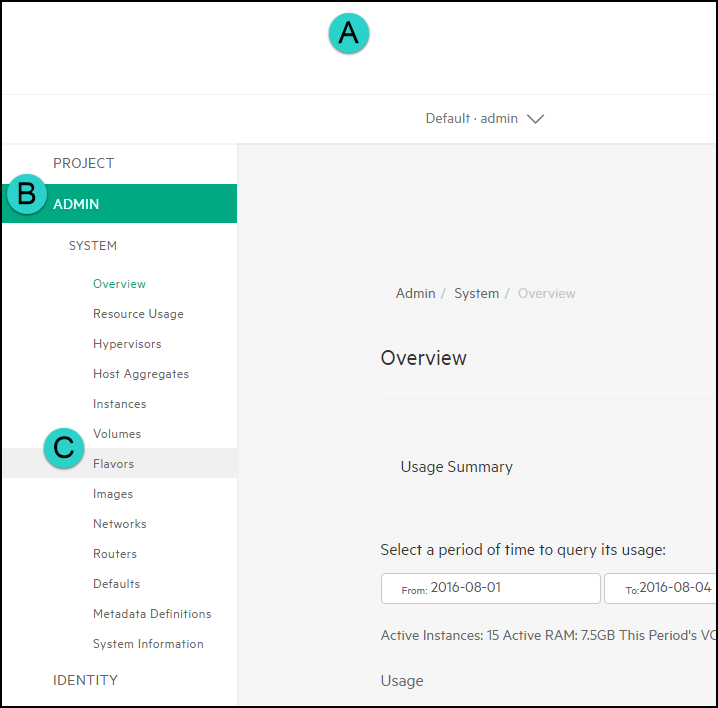 A
Default · admin
PROJECT
B
ADMIN
SYSTEM
Overview
Resource Usage
Hypervisors
Host Aggregates
Instances
Volumes
C
Flavors
Images
Networks
Routers
Defaults
Metadata Definitions
System Information
IDENTITY
Admin / System / Overview
Overview
Usage Summary
Select a period of time to query its usage:
From: 2016-08-01 To:2016-08-04
Active Instances: 15 Active RAM: 7.5GB This Period's
Usage